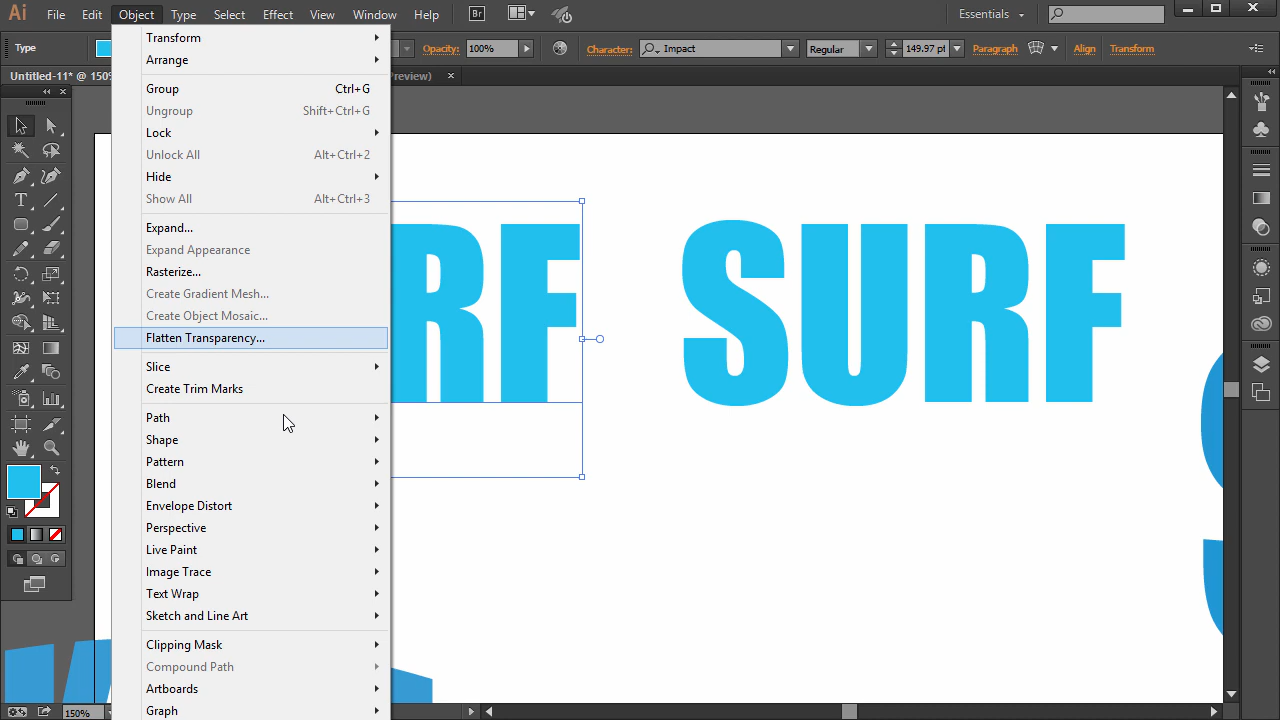 Ai File Edit Object Type Select Effect View Window Help Br Essentials
Type Opacity: 100% Character: Impact Regular 149.97 pt Paragraph Align Transform
Untitled-11* @ 150% review)
Transform
Arrange
Group Ctrl+G
Ungroup Shift+Ctrl+G
Lock
Unlock All Alt+Ctrl+2
Hide
Show All Alt+Ctrl+3
Expand...
Expand Appearance
Rasterize...
Create Gradient Mesh...
Create Object Mosaic...
Flatten Transparency...
Slice
Create Trim Marks
Path
Shape
Pattern
Blend
Envelope Distort
Perspective
Live Paint
Image Trace
Text Wrap
Sketch and Line Art
Clipping Mask
Compound Path
Artboards
Graph
RF SURF
150%